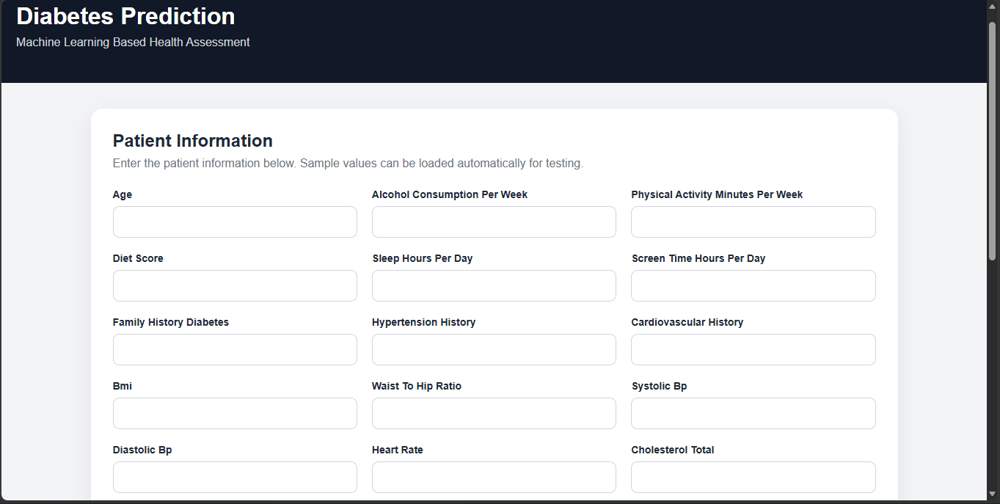 Diabetes Prediction
Machine Learning Based Health Assessment
Patient Information
Enter the patient information below. Sample values can be loaded automatically for testing.
Age
Alcohol Consumption Per Week
Physical Activity Minutes Per Week
Diet Score
Sleep Hours Per Day
Screen Time Hours Per Day
Family History Diabetes
Hypertension History
Cardiovascular History
Bmi
Waist To Hip Ratio
Systolic Bp
Diastolic Bp
Heart Rate
Cholesterol Total